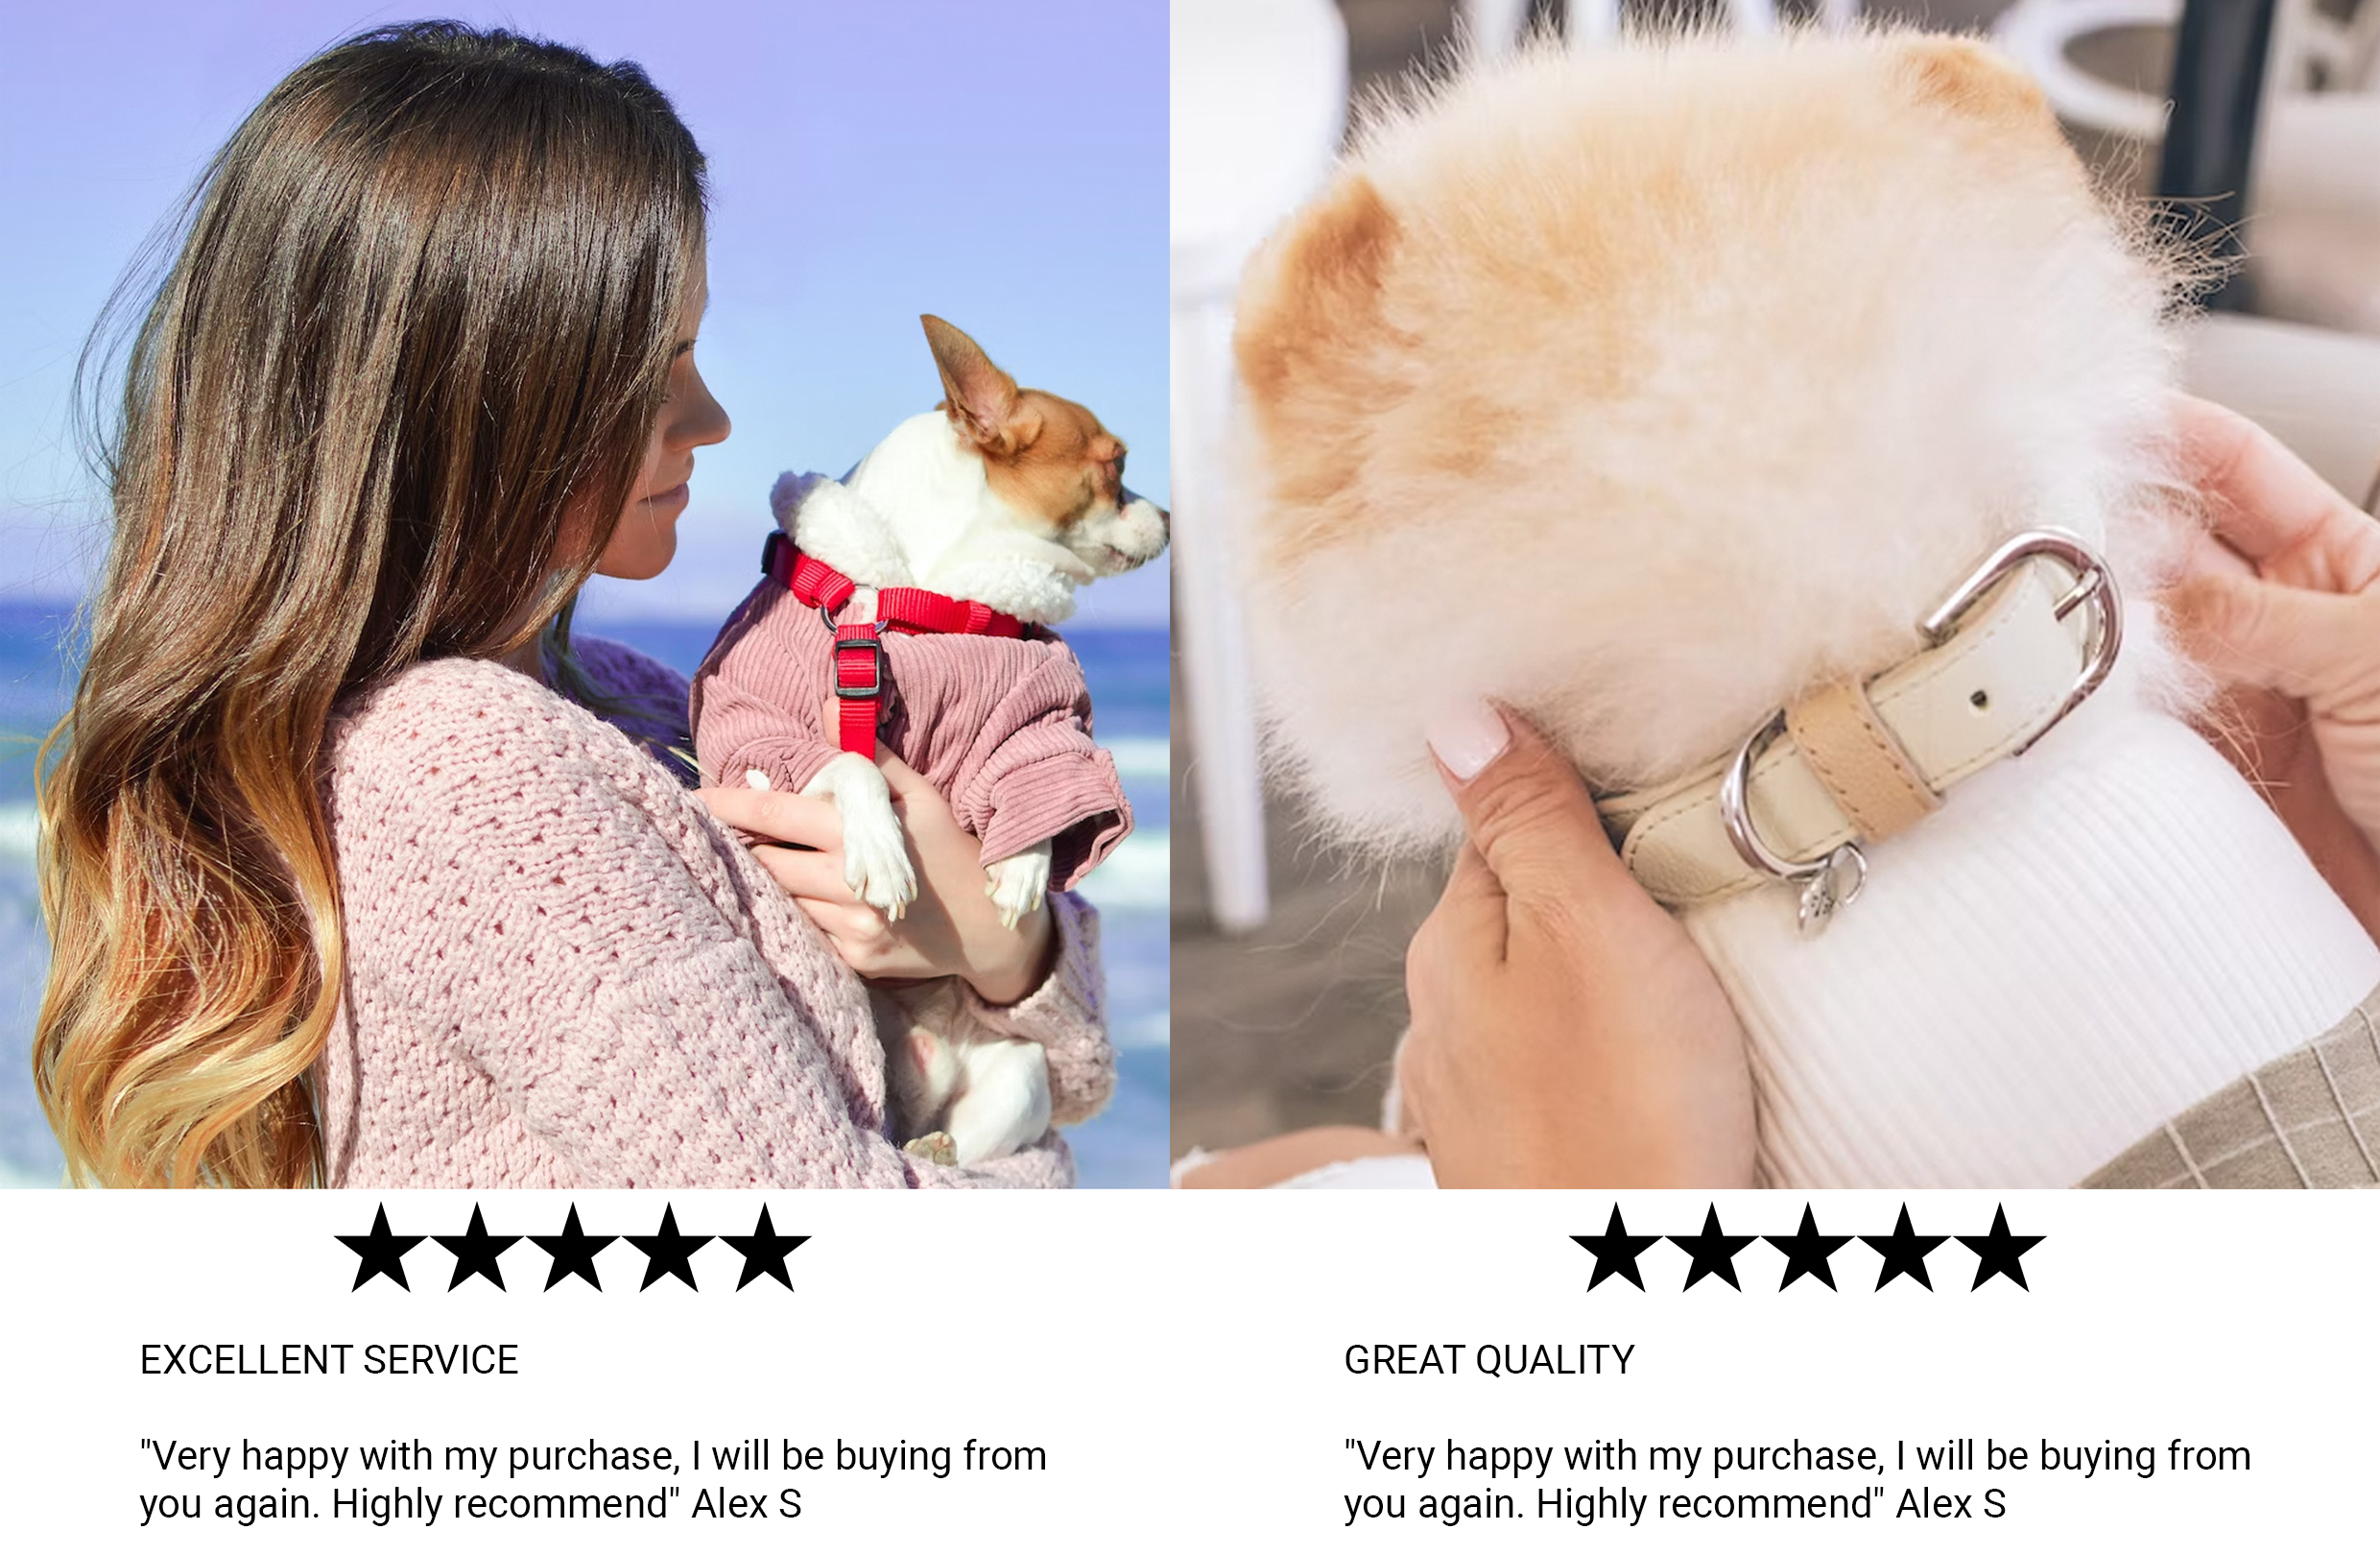 EXCELLENT SERVICE
"Very happy with my purchase, I will be buying from
you again. Highly recommend" Alex S
GREAT QUALITY
"Very happy with my purchase, I will be buying from
you again. Highly recommend" Alex S